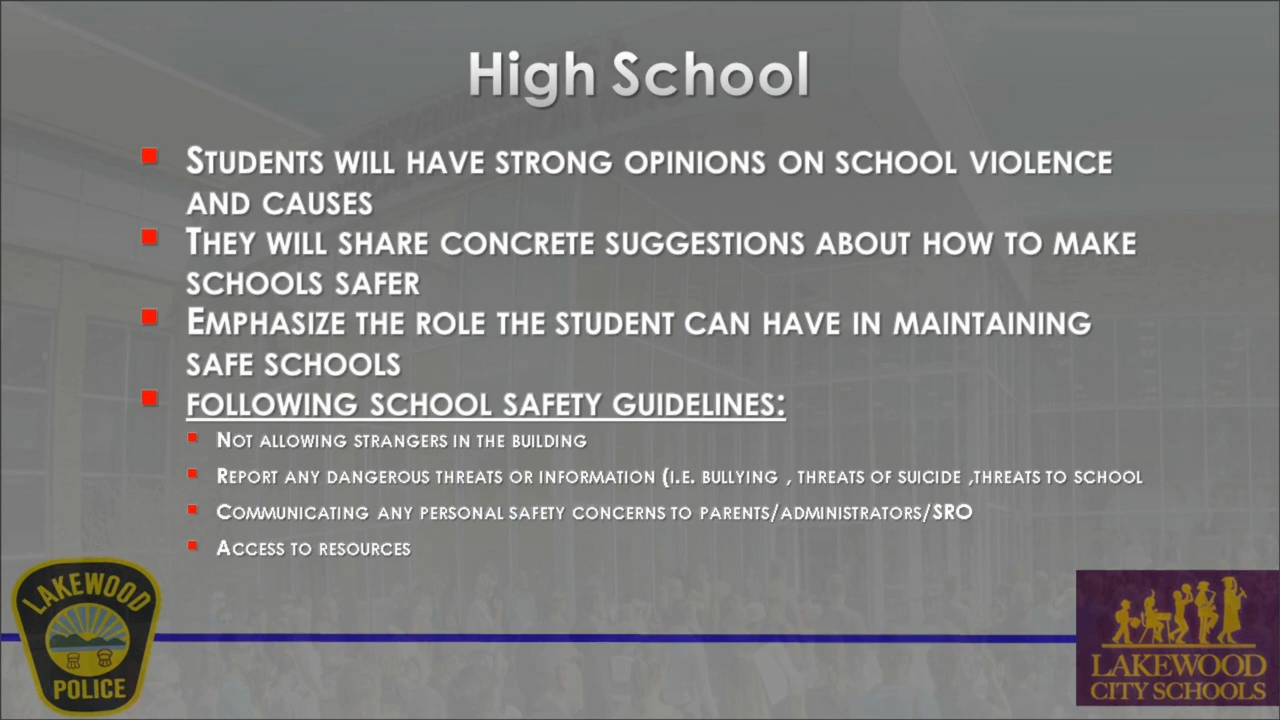 High School
STUDENTS WILL HAVE STRONG OPINIONS ON SCHOOL VIOLENCE
AND CAUSES
THEY WILL SHARE CONCRETE SUGGESTIONS ABOUT HOW TO MAKE
SCHOOLS SAFER
EMPHASIZE THE ROLE THE STUDENT CAN HAVE IN MAINTAINING
SAFE SCHOOLS
FOLLOWING SCHOOL SAFETY GUIDELINES:
NOT ALLOWING STRANGERS IN THE BUILDING
REPORT ANY DANGEROUS THREATS OR INFORMATION (I.E. BULLYING , THREATS OF SUICIDE ,THREATS TO SCHOOL
COMMUNICATING ANY PERSONAL SAFETY CONCERNS TO PARENTS/ADMINISTRATORS/SRO
ACCESS TO RESOURCES
LAKEWOOD
POLICE
LAKEWOOD
CITY SCHOOLS